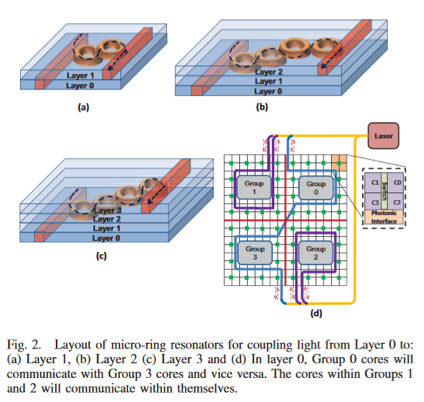 Layer 1
Layer 0
(a)
Layer 2
Layer 1
Layer 0
(b)
Layer 3
Layer 2
Layer 1
Layer 0
(c)
Laser
Group
1
Group
0
Group
3
Group
2
C1
C0
Switch
C3
C2
Photonic
Interface
(d)
Fig. 2. Layout of micro-ring resonators for coupling light from Layer 0 to:
(a) Layer 1, (b) Layer 2 (c) Layer 3 and (d) In layer 0, Group 0 cores will
communicate with Group 3 cores and vice versa. The cores within Groups 1
and 2 will communicate within themselves.